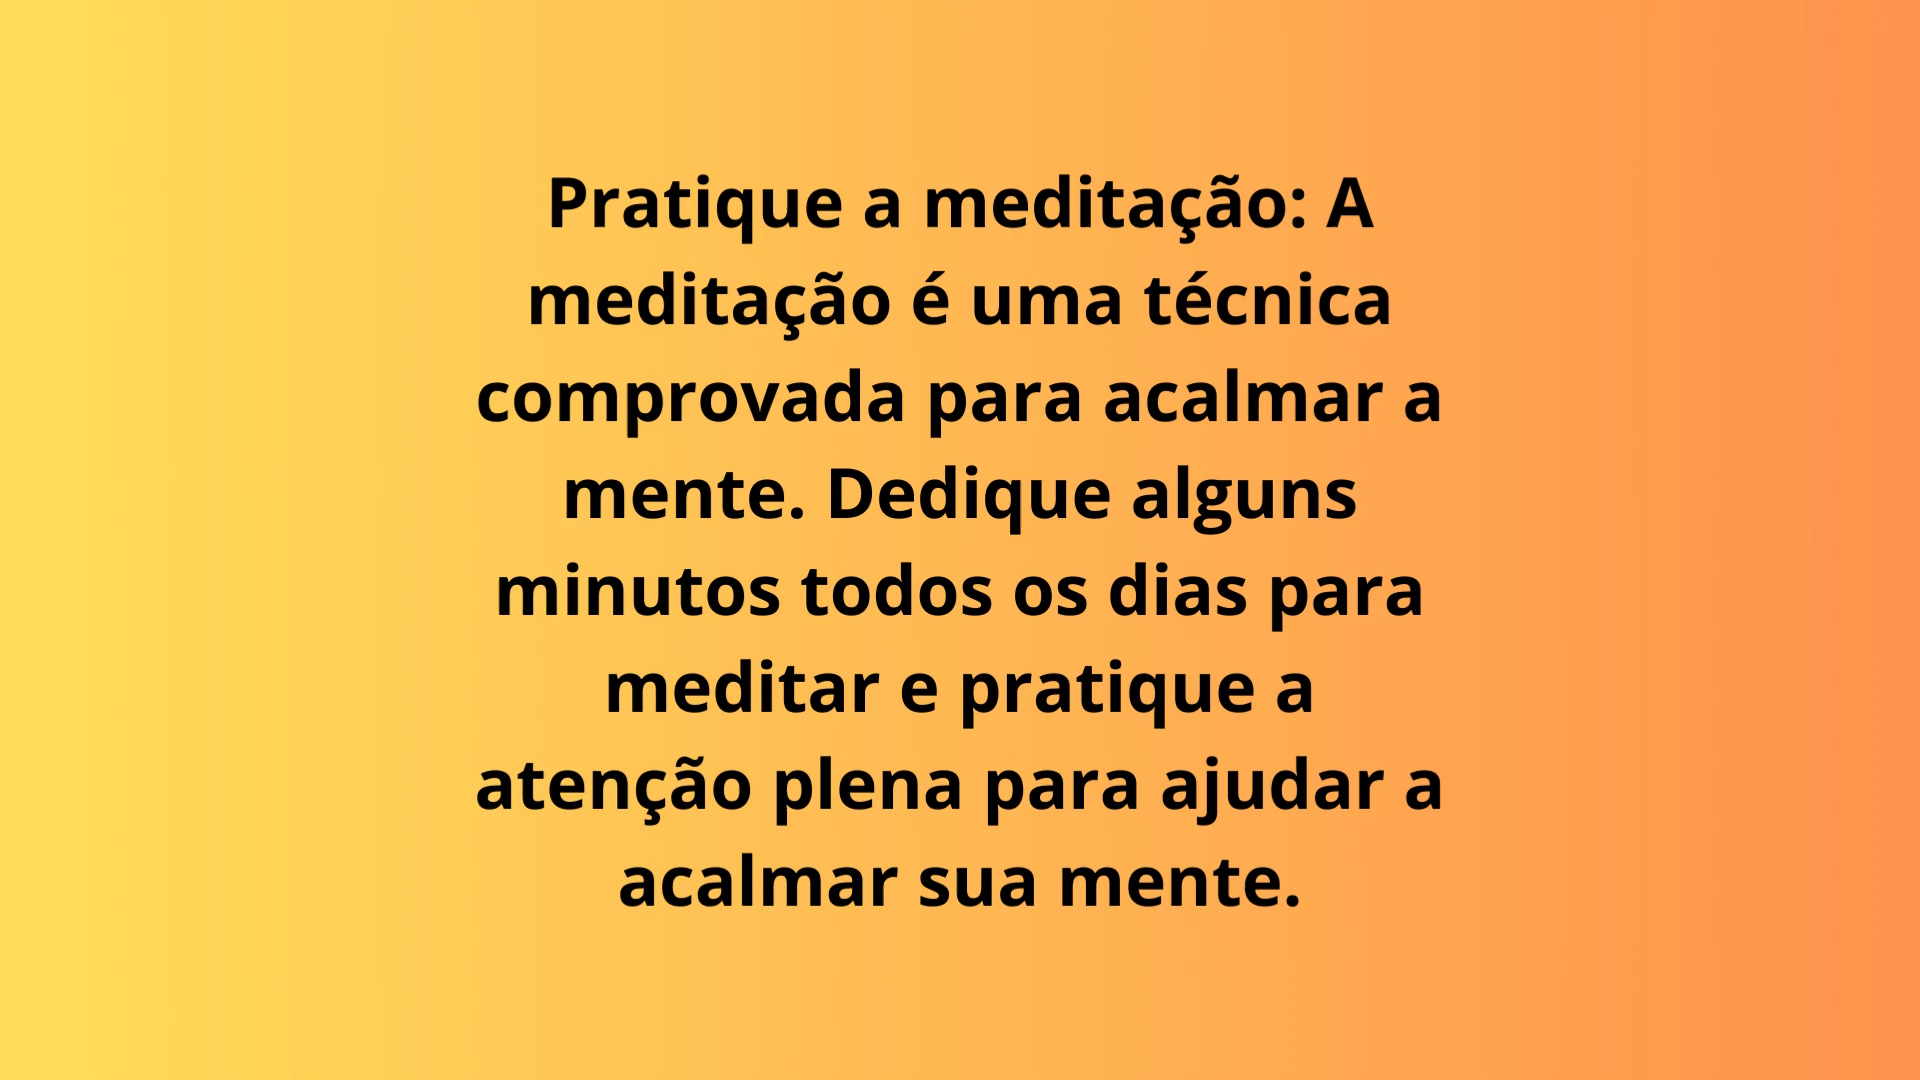 Pratique a meditação: A
meditação é uma técnica
comprovada para acalmar a
mente. Dedique alguns
minutos todos os dias para
meditar e pratique a
atenção plena para ajudar a
acalmar sua mente.